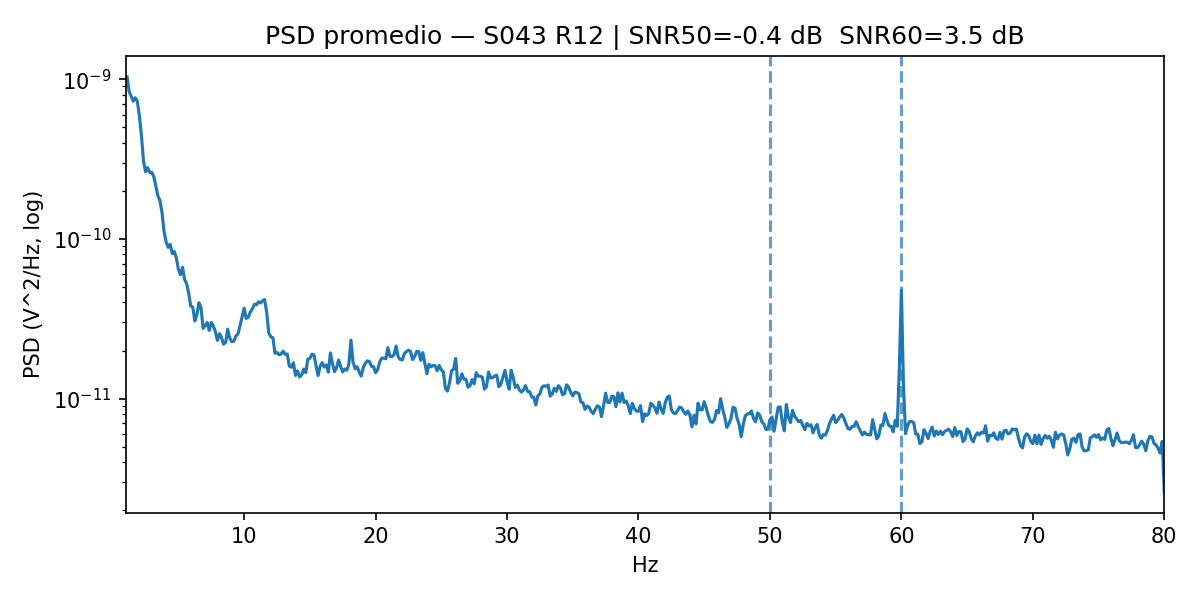 PSD promedio — S043 R12 | SNR50=-0.4 dB  SNR60=3.5 dB
PSD (V^2/Hz, log)
10⁻⁹
10⁻¹⁰
10⁻¹¹
10 20 30 40 50 60 70 80
Hz